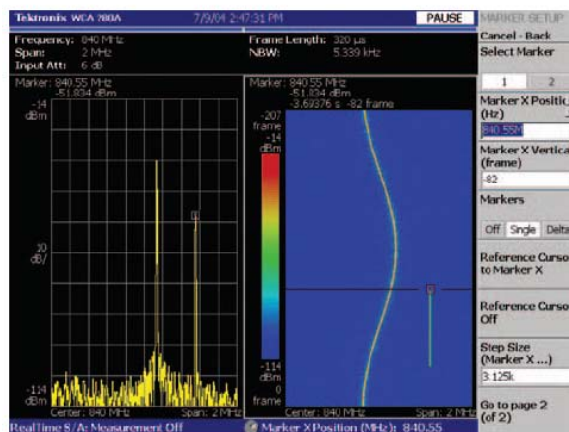 Tektronix WCA 280A 7/9/04 2:47:31 PM PAUSE
MARKER SETUP
Frequency: 840 MHz
Span: 2 MHz
Input Att: 6 dB
Frame Length: 320 µs
NBW: 5.339 kHz
Cancel - Back
Select Marker
1 2
Marker X Positic
(Hz)
840.55M
Marker X Vertica
(frame)
-82
Markers
Off Single Delta
Reference Curso
to Marker X
Reference Curso
Off
Step Size
(Marker X ...)
3.125k
Go to page 2
(of 2)
Marker: 840.55 MHz
-51.834 dBm
-14
dBm
10
dB/
-114
dBm
Center: 840 MHz Span: 2 MHz
Marker: 840.55 MHz
-51.834 dBm
-3.69376 s -82 frame
-207
frame
-14
dBm
-114
dBm
0
frame
Center: 840 MHz Span: 2 MHz
RealTime S/A: Measurement Off
Marker X Position (MHz): 840.55